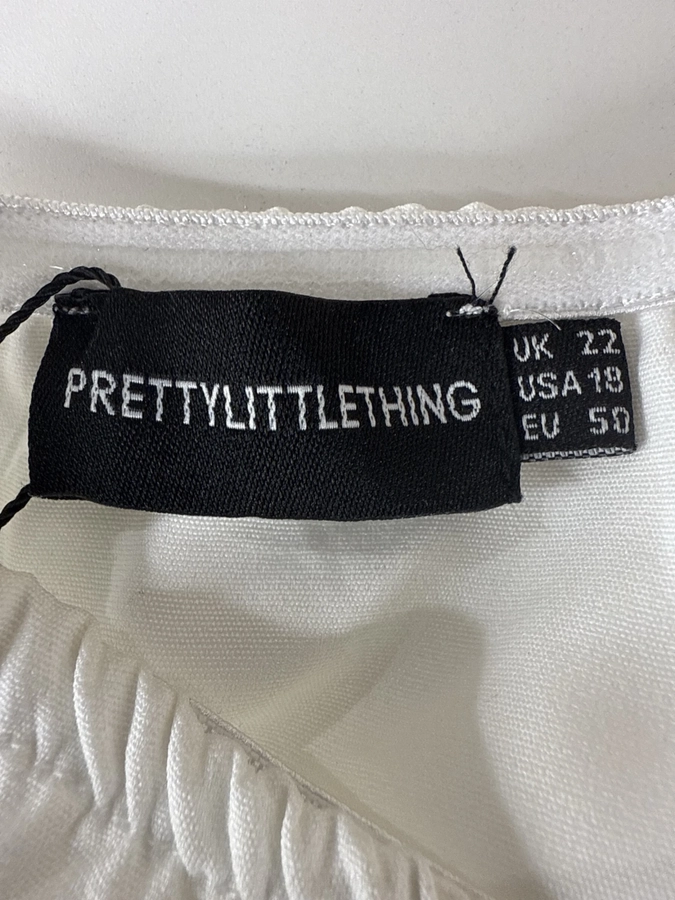 PRETTYLITTLETHING
UK 22
USA 18
EU 50